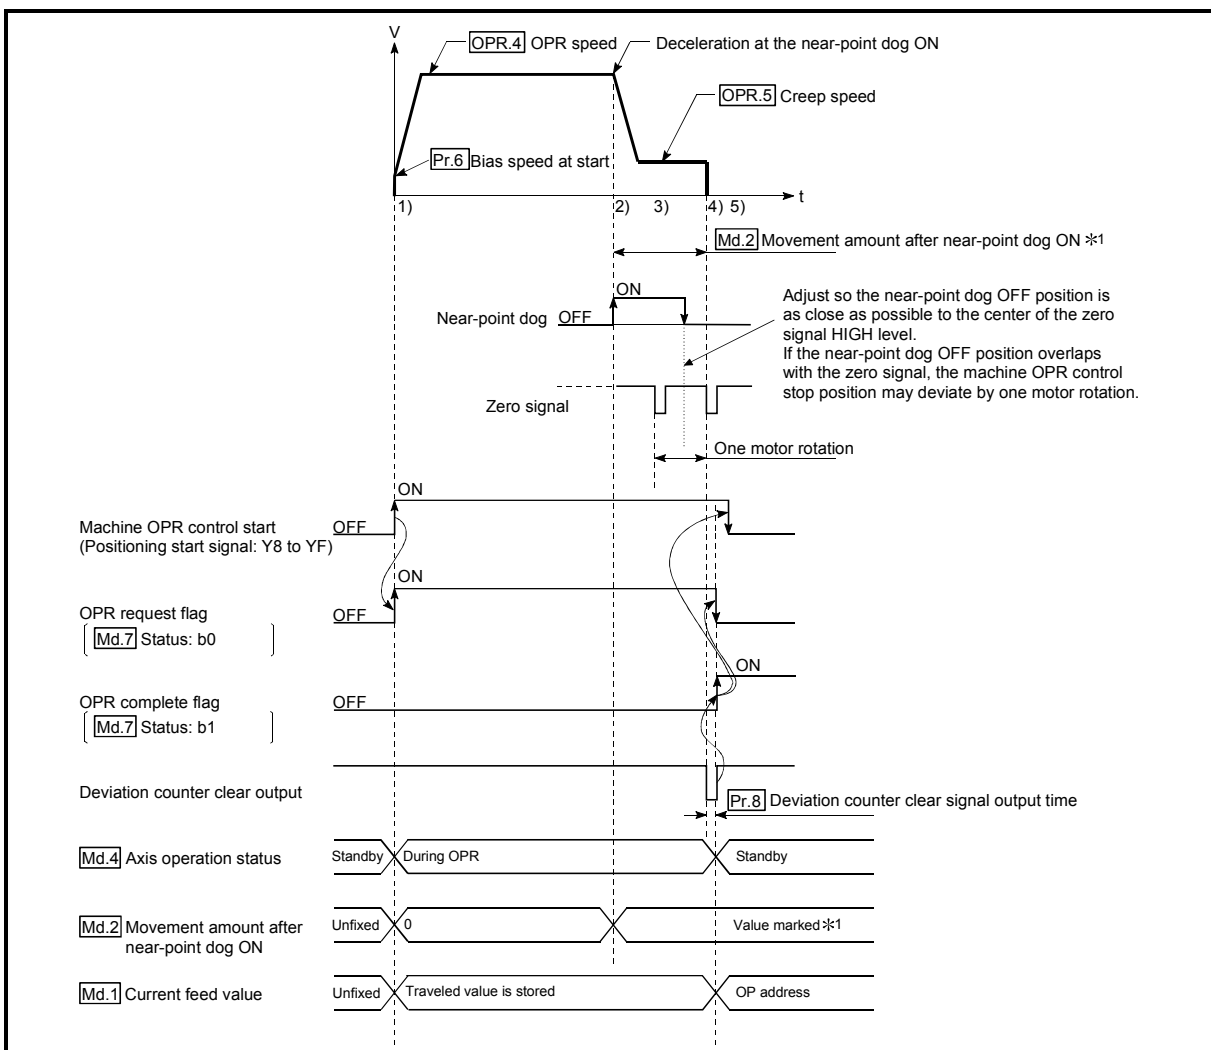 V
OPR.4 OPR speed
Deceleration at the near-point dog ON
OPR.5 Creep speed
Pr.6 Bias speed at start
t
1) 2) 3) 4) 5)
Md.2 Movement amount after near-point dog ON *1
ON
Near-point dog OFF
Adjust so the near-point dog OFF position is
as close as possible to the center of the zero
signal HIGH level.
If the near-point dog OFF position overlaps
with the zero signal, the machine OPR control
stop position may deviate by one motor rotation.
Zero signal
One motor rotation
ON
Machine OPR control start OFF
(Positioning start signal: Y8 to YF)
ON
OPR request flag OFF
[ Md.7 Status: b0 ]
ON
OPR complete flag OFF
[ Md.7 Status: b1 ]
Deviation counter clear output
Pr.8 Deviation counter clear signal output time
Md.4 Axis operation status Standby During OPR Standby
Md.2 Movement amount after Unfixed 0 Value marked *1
near-point dog ON
Md.1 Current feed value Unfixed Traveled value is stored OP address